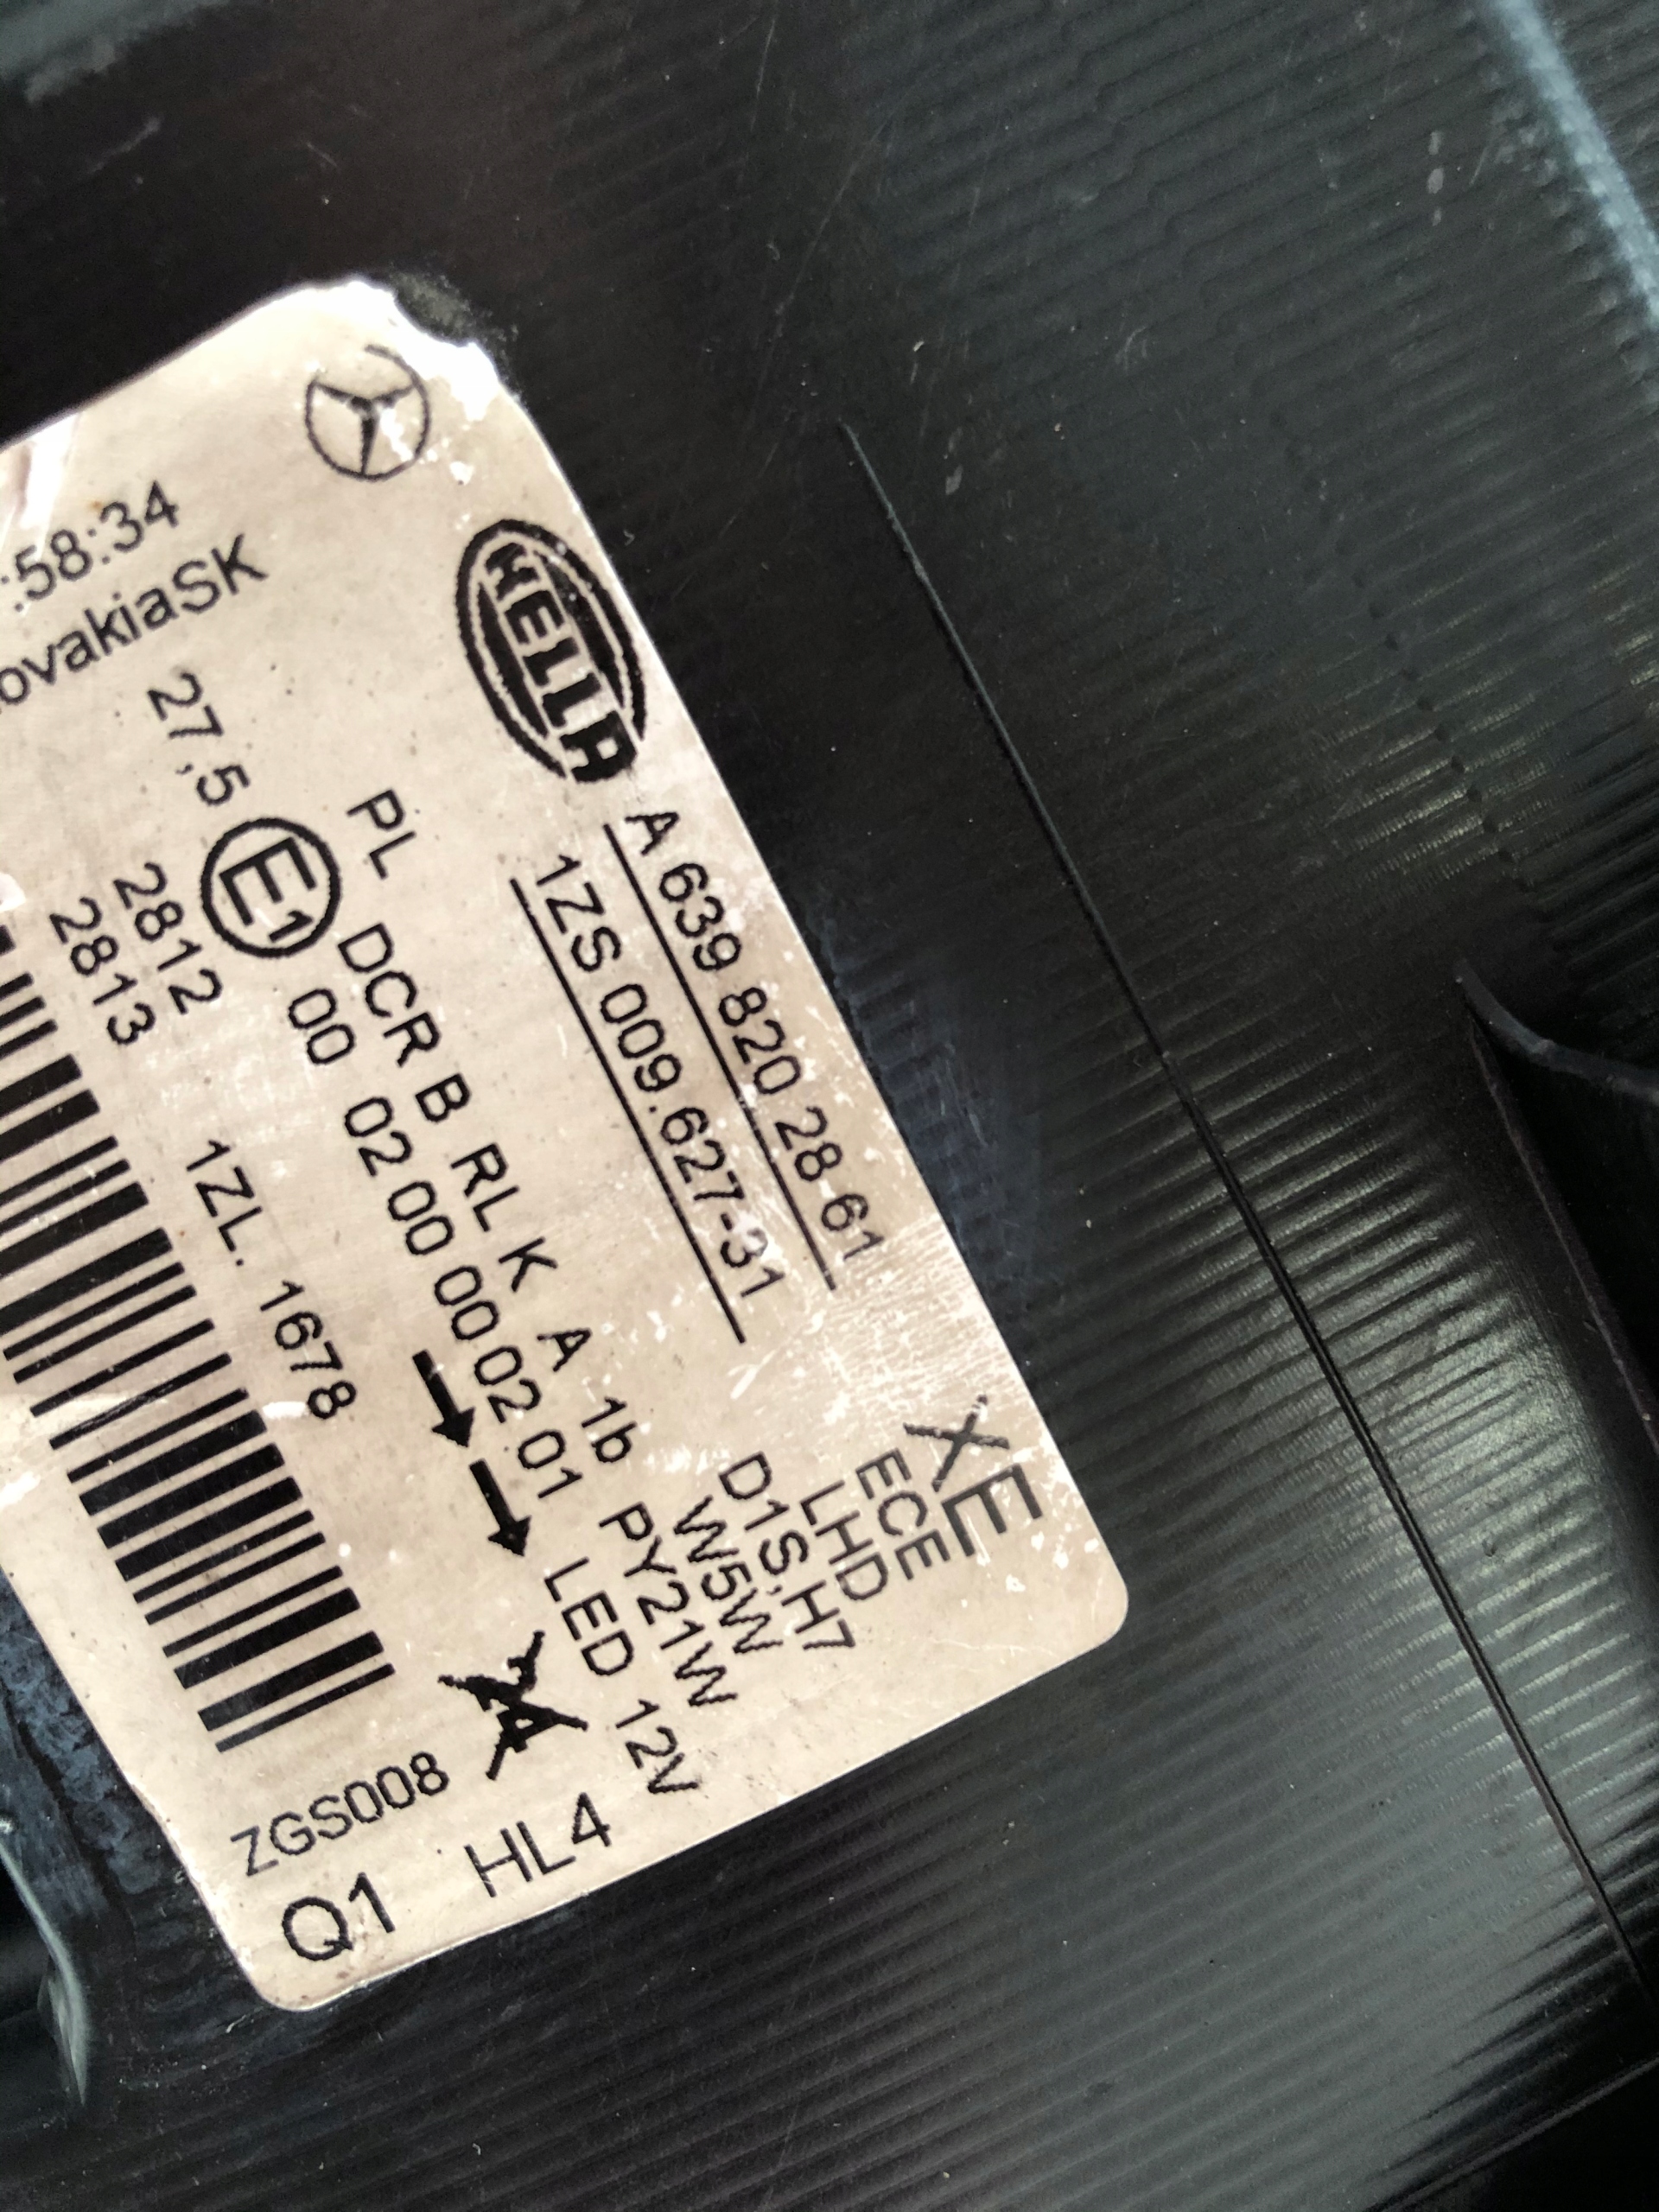 HELLA
A 639 820 28 61
1ZS 009.627-31
XE
ECE
LHD
D1S,H7
W5W
PY21W
LED 12V
PL DCR B RL K A 1b
27,5 E1 00 02 00 00 02 01
2812
2813
1ZL. 1678
:58:34
ovakiaSK
ZGS008
Q1 HL4